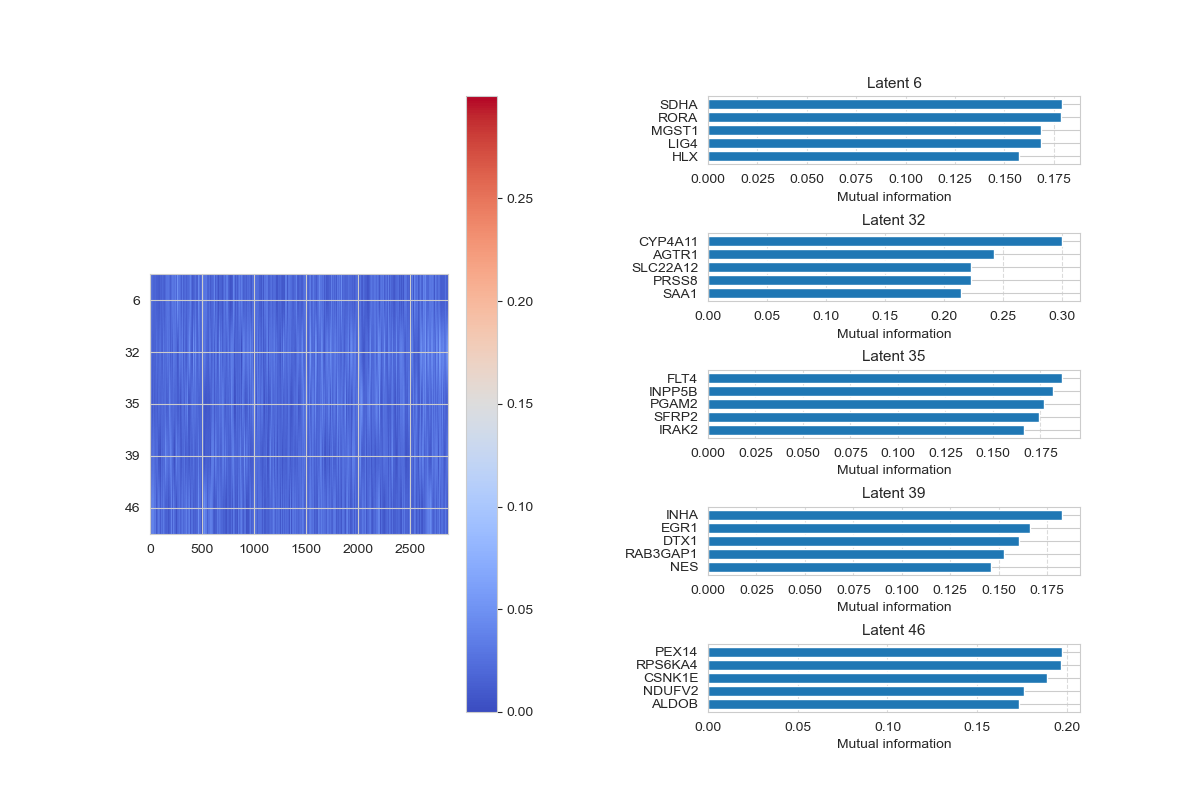 6
32
35
39
46
0 500 1000 1500 2000 2500
0.25
0.20
0.15
0.10
0.05
0.00
Latent 6
SDHA
RORA
MGST1
LIG4
HLX
0.000 0.025 0.050 0.075 0.100 0.125 0.150 0.175
Mutual information
Latent 32
CYP4A11
AGTR1
SLC22A12
PRSS8
SAA1
0.00 0.05 0.10 0.15 0.20 0.25 0.30
Mutual information
Latent 35
FLT4
INPP5B
PGAM2
SFRP2
IRAK2
0.000 0.025 0.050 0.075 0.100 0.125 0.150 0.175
Mutual information
Latent 39
INHA
EGR1
DTX1
RAB3GAP1
NES
0.000 0.025 0.050 0.075 0.100 0.125 0.150 0.175
Mutual information
Latent 46
PEX14
RPS6KA4
CSNK1E
NDUFV2
ALDOB
0.00 0.05 0.10 0.15 0.20
Mutual information